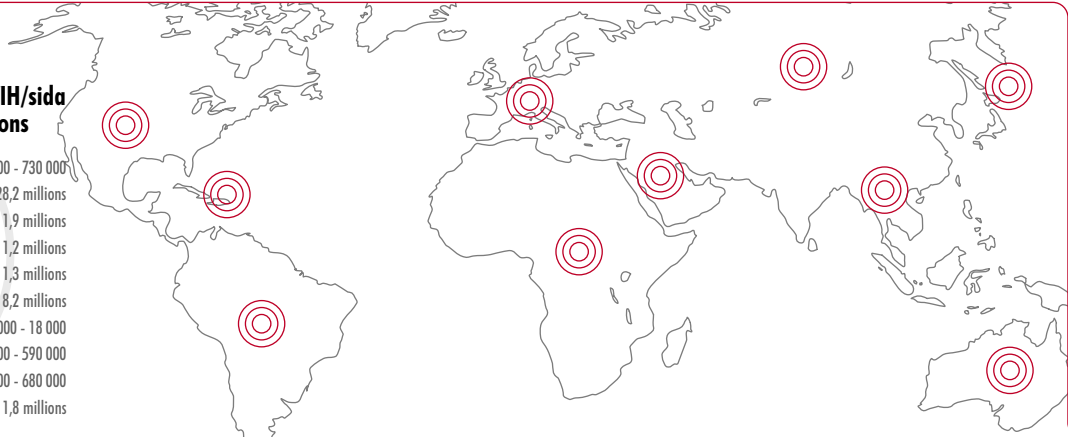 IH/sida
ons
00 - 730 000
28,2 millions
1,9 millions
1,2 millions
1,3 millions
8,2 millions
000 - 18 000
00 - 590 000
00 - 680 000
1,8 millions